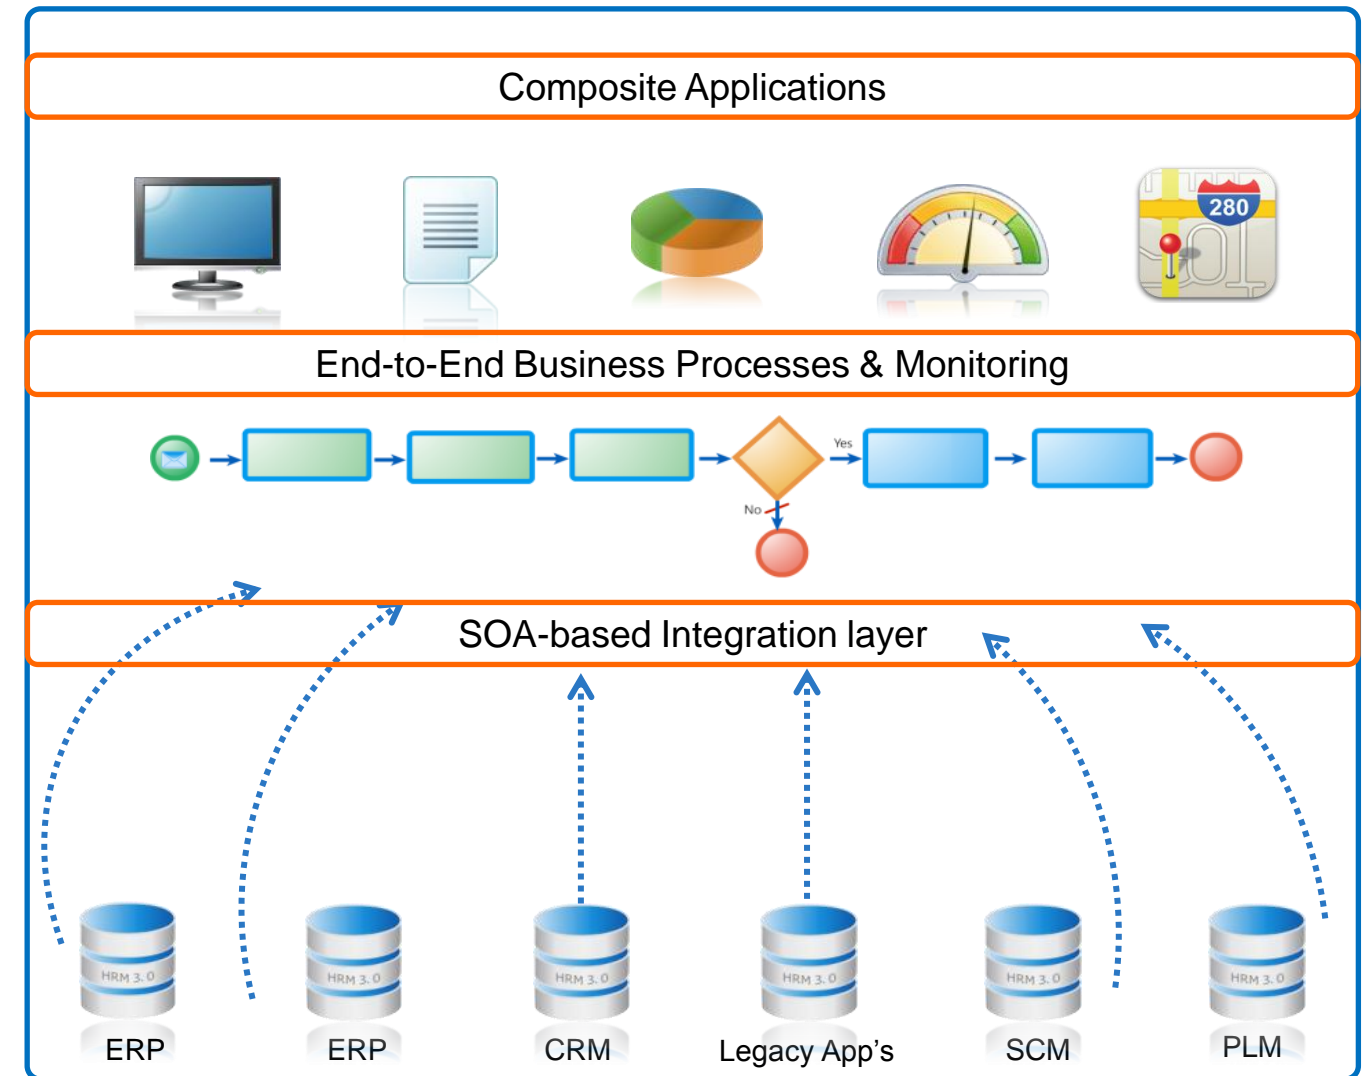 Composite Applications
280
End-to-End Business Processes & Monitoring
Yes
No
SOA-based Integration layer
HRM 3. 0
HRM 3. 0
HRM 3. 0
HRM 3. 0
HRM 3. 0
HRM 3. 0
ERP
ERP
CRM
Legacy App's
SCM
PLM